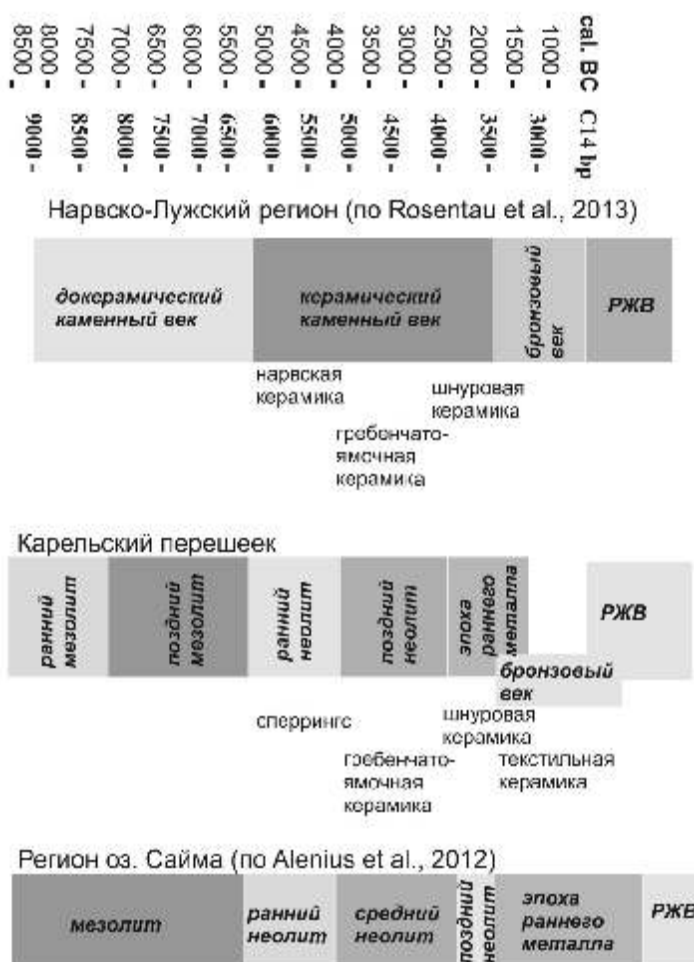 8500 -
8000 -
7500 -
7000 -
6500 -
6000 -
5500 -
5000 -
4500 -
4000 -
3500 -
3000 -
2500 -
2000 -
1500 -
1000 -
cal. BC
9000 -
8500 -
8000 -
7500 -
7000 -
6500 -
6000 -
5500 -
5000 -
4500 -
4000 -
3500 -
3000 -
C14 bp
Нарвско-Лужский регион (по Rosentau et al., 2013)
докерамический
каменный век
керамический
каменный век
бронзовый
век
РЖВ
нарвская
керамика
шнуровая
керамика
гребенчато-
ямочная
керамика
Карельский перешеек
ранний
мезолит
поздний
мезолит
ранний
неолит
поздний
неолит
эпоха
раннего
металла
РЖВ
бронзовый
век
сперрингс
шнуровая
керамика
гребенчато-
ямочная
керамика
текстильная
керамика
Регион оз. Сайма (по Alenius et al., 2012)
мезолит
ранний
неолит
средний
неолит
поздний
неолит
эпоха
раннего
металла
РЖВ